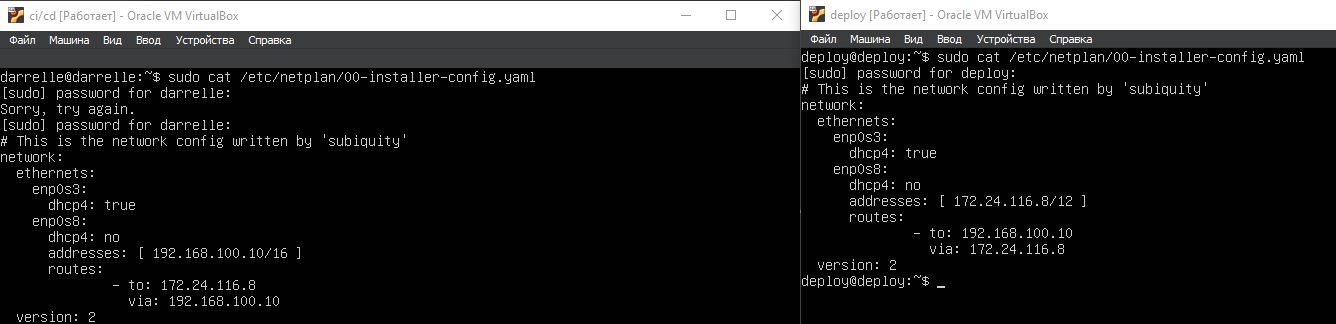 ci/cd [Работает] - Oracle VM VirtualBox
Файл Машина Вид Ввод Устройства Справка
darrelle@darrelle:~$ sudo cat /etc/netplan/00-installer-config.yaml
[sudo] password for darrelle:
Sorry, try again.
[sudo] password for darrelle:
# This is the network config written by 'subiquity'
network:
  ethernets:
    enp0s3:
      dhcp4: true
    enp0s8:
      dhcp4: no
      addresses: [ 192.168.100.10/16 ]
      routes:
              - to: 172.24.116.8
                via: 192.168.100.10
  version: 2
deploy [Работает] - Oracle VM VirtualBox
Файл Машина Вид Ввод Устройства Справка
deploy@deploy:~$ sudo cat /etc/netplan/00-installer-config.yaml
[sudo] password for deploy:
# This is the network config written by 'subiquity'
network:
  ethernets:
    enp0s3:
      dhcp4: true
    enp0s8:
      dhcp4: no
      addresses: [ 172.24.116.8/12 ]
      routes:
              - to: 192.168.100.10
                via: 172.24.116.8
  version: 2
deploy@deploy:~$ _